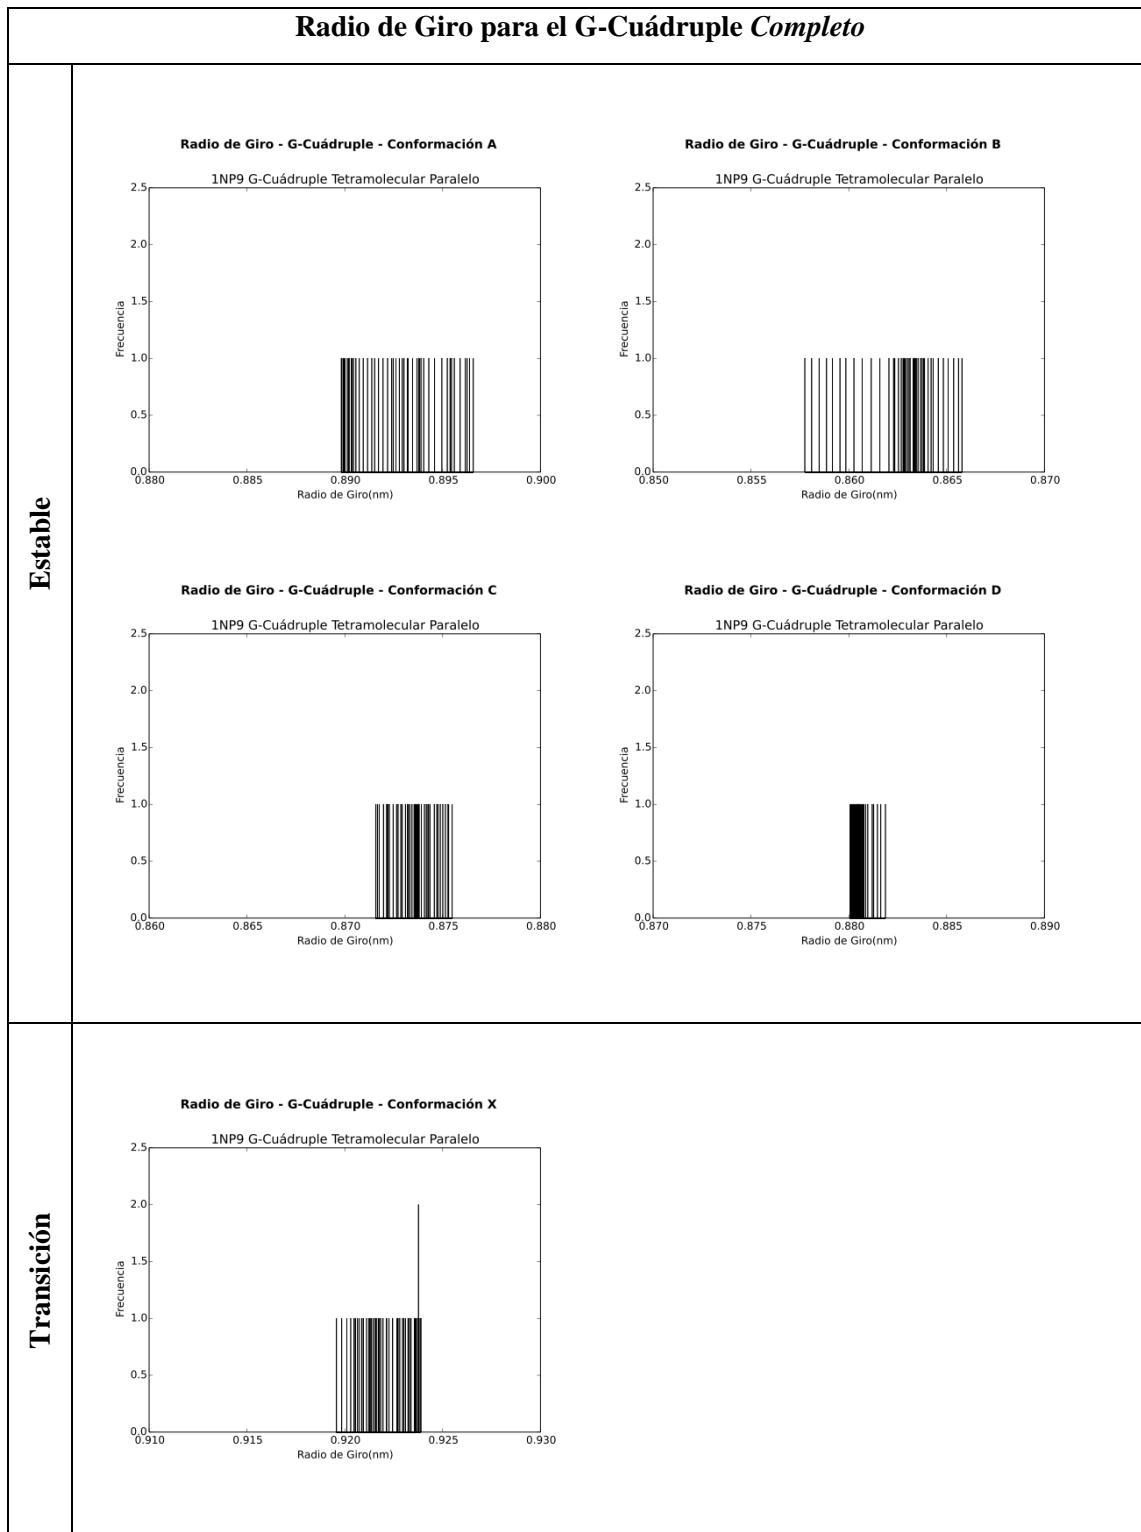 Radio de Giro para el G-Cuádruple Completo
Estable
Radio de Giro - G-Cuádruple - Conformación A
1NP9 G-Cuádruple Tetramolecular Paralelo
2.5
2.0
1.5
1.0
0.5
0.0
Frecuencia
0.880 0.885 0.890 0.895 0.900
Radio de Giro(nm)
Radio de Giro - G-Cuádruple - Conformación B
1NP9 G-Cuádruple Tetramolecular Paralelo
2.5
2.0
1.5
1.0
0.5
0.0
Frecuencia
0.850 0.855 0.860 0.865 0.870
Radio de Giro(nm)
Radio de Giro - G-Cuádruple - Conformación C
1NP9 G-Cuádruple Tetramolecular Paralelo
2.5
2.0
1.5
1.0
0.5
0.0
Frecuencia
0.860 0.865 0.870 0.875 0.880
Radio de Giro(nm)
Radio de Giro - G-Cuádruple - Conformación D
1NP9 G-Cuádruple Tetramolecular Paralelo
2.5
2.0
1.5
1.0
0.5
0.0
Frecuencia
0.870 0.875 0.880 0.885 0.890
Radio de Giro(nm)
Transición
Radio de Giro - G-Cuádruple - Conformación X
1NP9 G-Cuádruple Tetramolecular Paralelo
2.5
2.0
1.5
1.0
0.5
0.0
Frecuencia
0.910 0.915 0.920 0.925 0.930
Radio de Giro(nm)